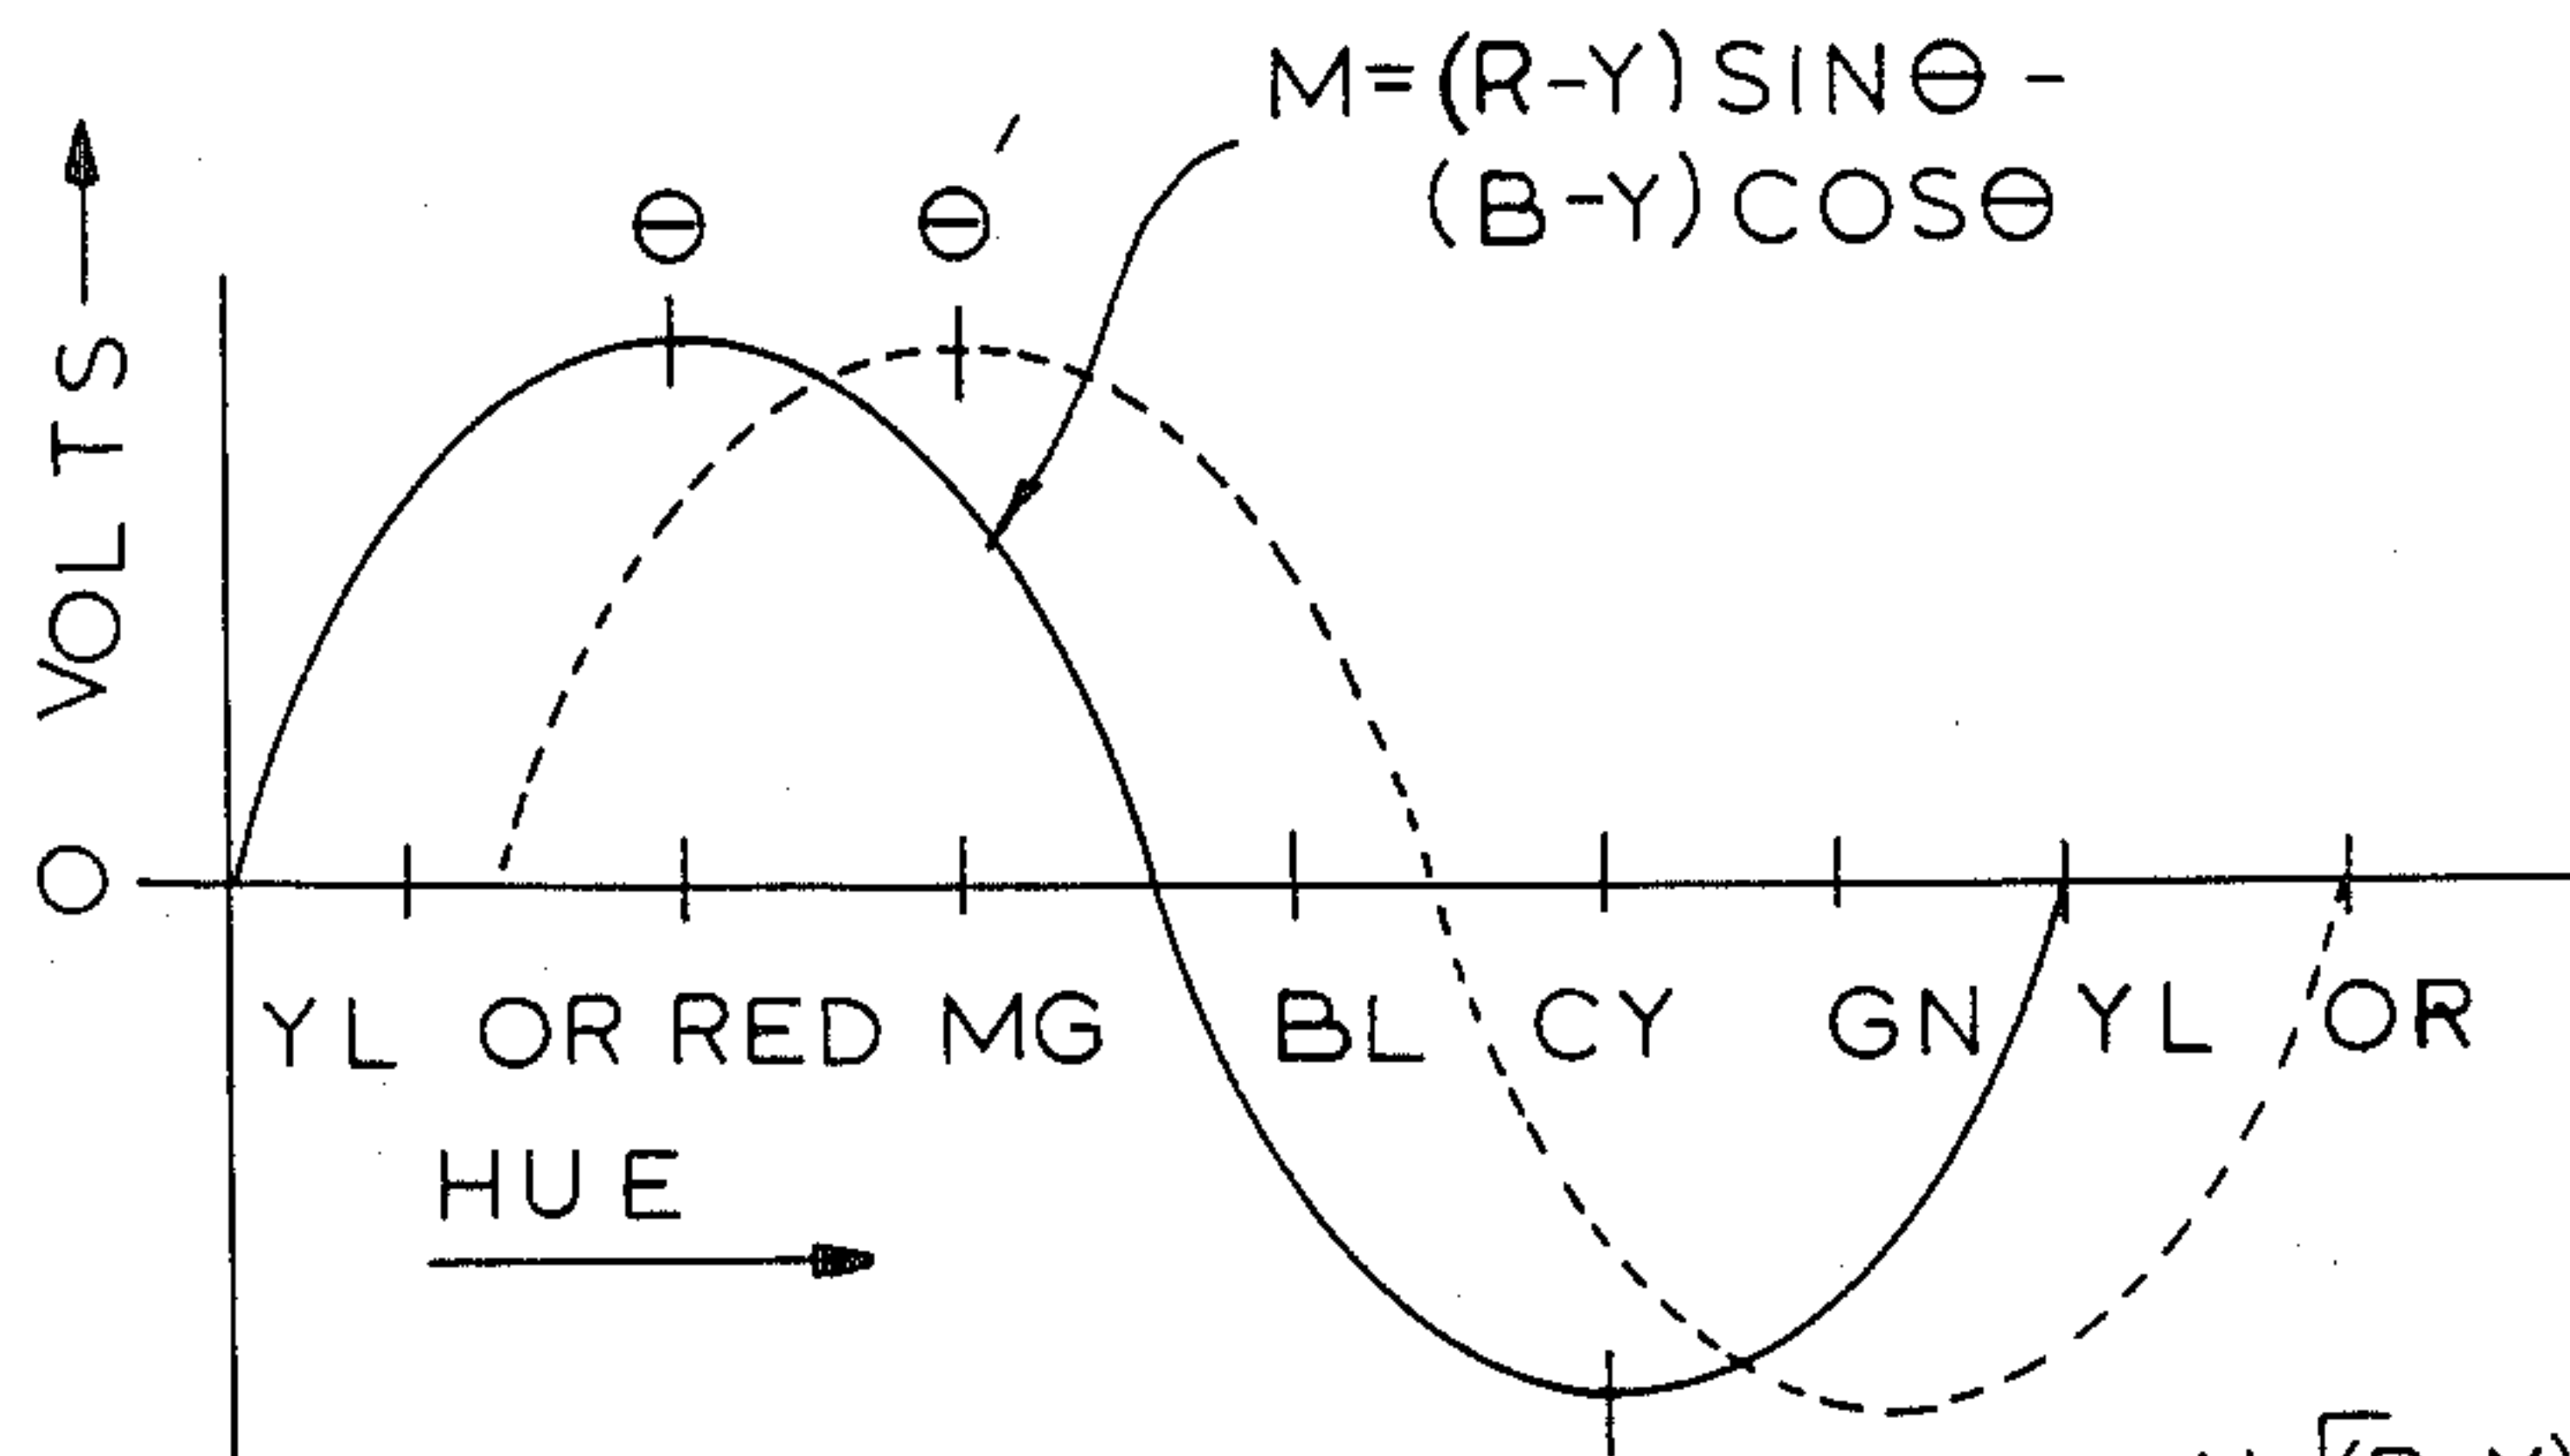 M=(R-Y)SINΘ-
(B-Y)COSΘ
Θ Θ′
VOLTS
O
YL OR RED MG BL CY GN YL OR
HUE